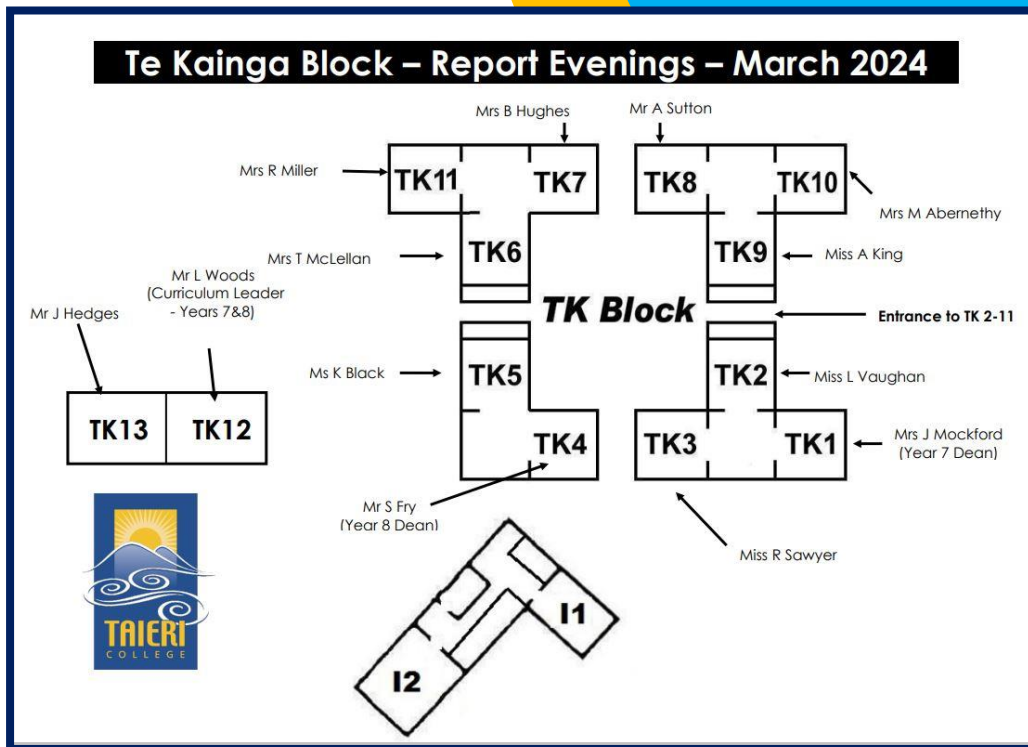 Te Kainga Block – Report Evenings – March 2024
Mrs B Hughes
Mr A Sutton
Mrs R Miller
TK11
TK7
TK8
TK10
Mrs M Abernethy
Mrs T McLellan
TK6
TK9
Miss A King
Mr L Woods
(Curriculum Leader
- Years 7&8)
Mr J Hedges
TK Block
Entrance to TK 2-11
Ms K Black
TK5
TK2
Miss L Vaughan
TK13
TK12
TK4
TK3
TK1
Mrs J Mockford
(Year 7 Dean)
Mr S Fry
(Year 8 Dean)
Miss R Sawyer
TAIERI
COLLEGE
I1
I2